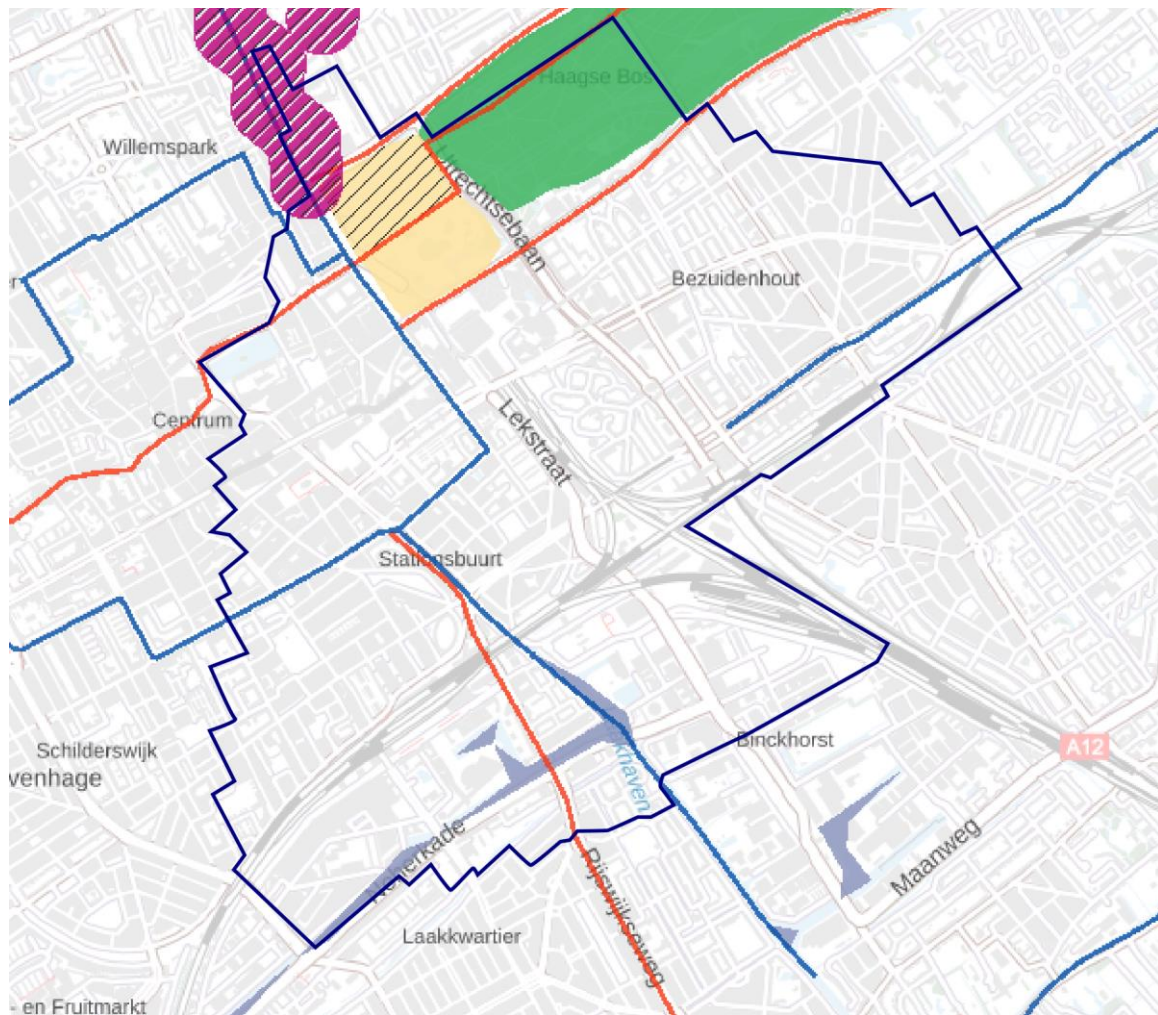 Haagse Bos
Willemspark
Utrechtsebaan
Bezuidenhout
Centrum
Lekstraat
Stationsbuurt
Schilderswijk
venhage
Binckhorst
A12
Maanweg
Rijswijkseweg
Laakkwartier
- en Fruitmarkt